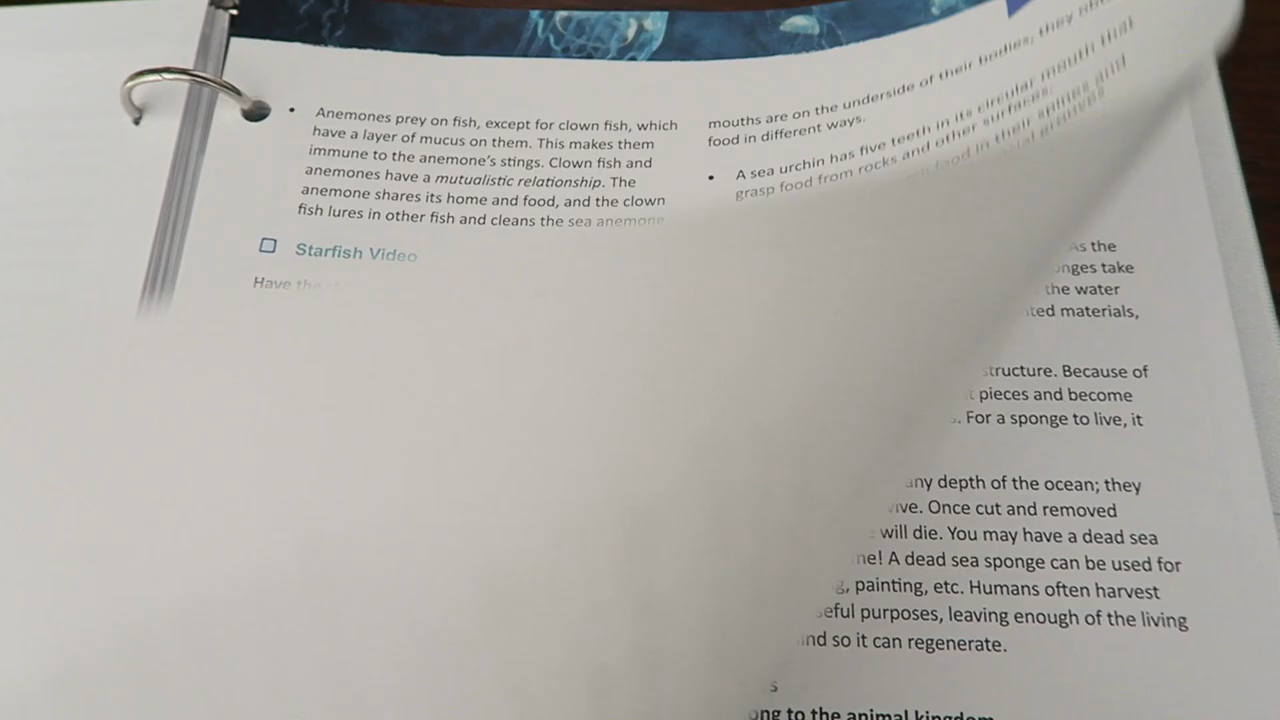 • Anemones prey on fish, except for clown fish, which
have a layer of mucus on them. This makes them
immune to the anemone's stings. Clown fish and
anemones have a mutualistic relationship. The
anemone shares its home and food, and the clown
fish lures in other fish and cleans the sea anemone
Starfish Video
Have the
mouths are on the underside of their bodies; they
food in different ways.
• A sea urchin has five teeth in its circular mouth that
grasp food from rocks and other surfaces.
food in their spines and
As the
take
the water
materials,
structure. Because of
pieces and become
For a sponge to live, it
any depth of the ocean; they
Once cut and removed
will die. You may have a dead sea
A dead sea sponge can be used for
painting, etc. Humans often harvest
purposes, leaving enough of the living
so it can regenerate.
to the animal kingdom